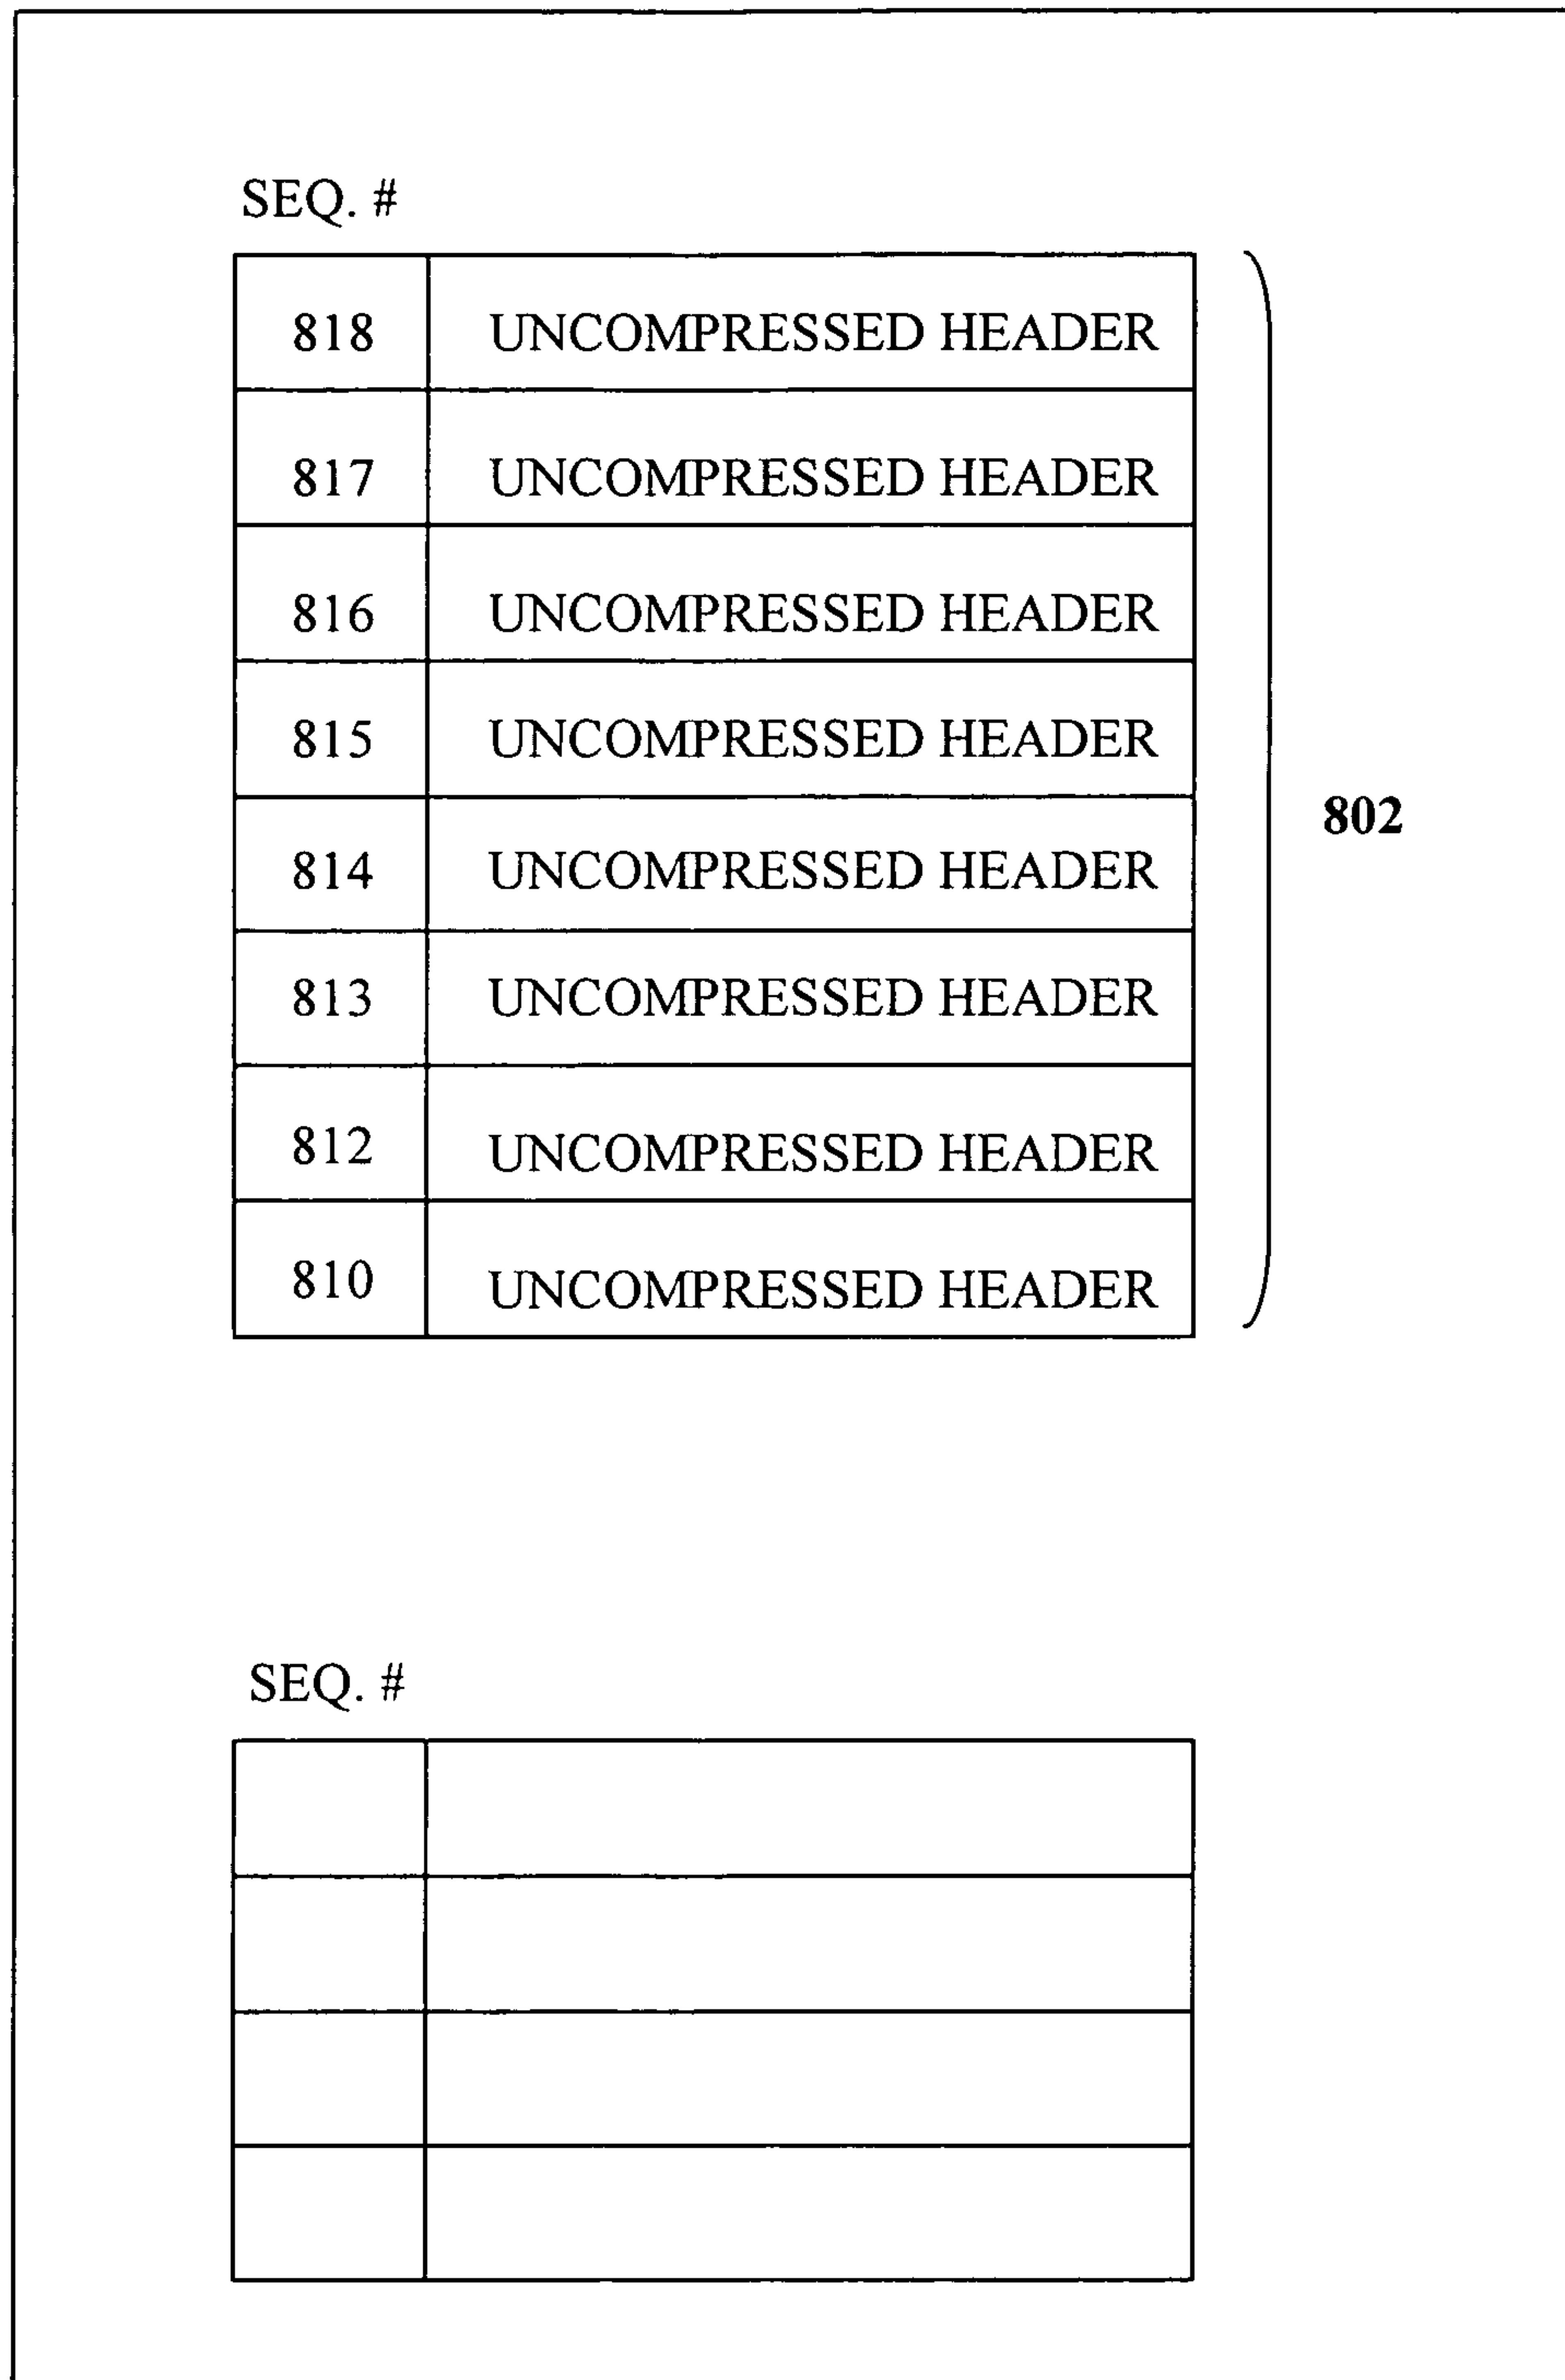 SEQ. #
818 UNCOMPRESSED HEADER
817 UNCOMPRESSED HEADER
816 UNCOMPRESSED HEADER
815 UNCOMPRESSED HEADER
802
814 UNCOMPRESSED HEADER
813 UNCOMPRESSED HEADER
812 UNCOMPRESSED HEADER
810 UNCOMPRESSED HEADER
SEQ. #